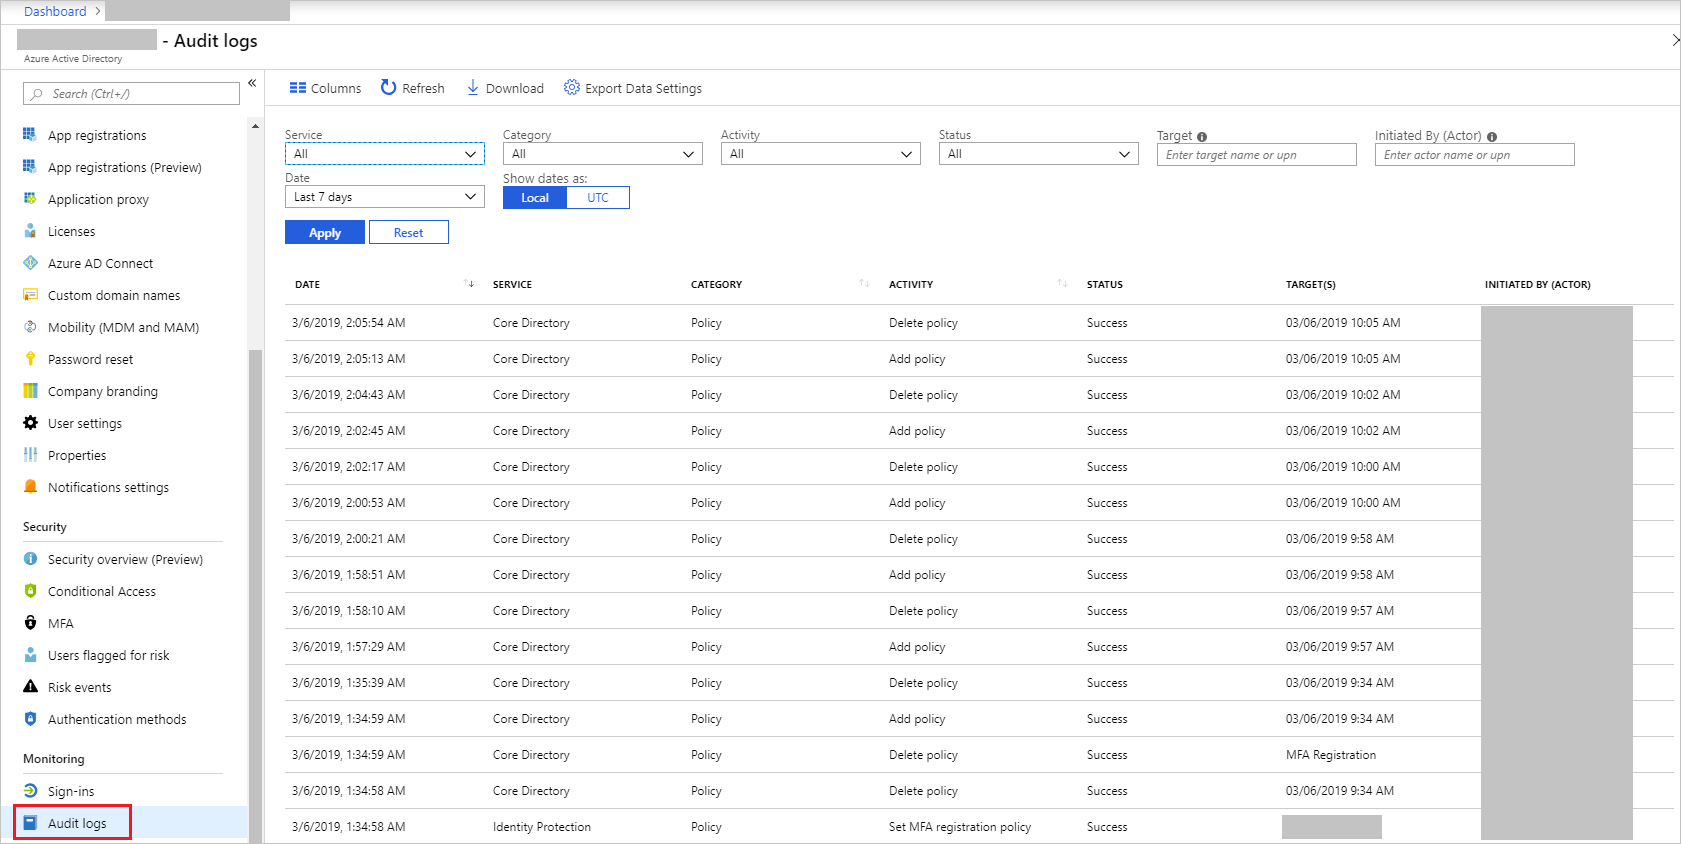 Dashboard >
- Audit logs
Azure Active Directory
Search (Ctrl+/)
App registrations
App registrations (Preview)
Application proxy
Licenses
Azure AD Connect
Custom domain names
Mobility (MDM and MAM)
Password reset
Company branding
User settings
Properties
Notifications settings
Security
Security overview (Preview)
Conditional Access
MFA
Users flagged for risk
Risk events
Authentication methods
Monitoring
Sign-ins
Audit logs
Columns Refresh Download Export Data Settings
Service Category Activity Status Target Initiated By (Actor)
All All All All Enter target name or upn Enter actor name or upn
Date Show dates as:
Last 7 days Local UTC
Apply Reset
DATE SERVICE CATEGORY ACTIVITY STATUS TARGET(S) INITIATED BY (ACTOR)
3/6/2019, 2:05:54 AM Core Directory Policy Delete policy Success 03/06/2019 10:05 AM
3/6/2019, 2:05:13 AM Core Directory Policy Add policy Success 03/06/2019 10:05 AM
3/6/2019, 2:04:43 AM Core Directory Policy Delete policy Success 03/06/2019 10:02 AM
3/6/2019, 2:02:45 AM Core Directory Policy Add policy Success 03/06/2019 10:02 AM
3/6/2019, 2:02:17 AM Core Directory Policy Delete policy Success 03/06/2019 10:00 AM
3/6/2019, 2:00:53 AM Core Directory Policy Add policy Success 03/06/2019 10:00 AM
3/6/2019, 2:00:21 AM Core Directory Policy Delete policy Success 03/06/2019 9:58 AM
3/6/2019, 1:58:51 AM Core Directory Policy Add policy Success 03/06/2019 9:58 AM
3/6/2019, 1:58:10 AM Core Directory Policy Delete policy Success 03/06/2019 9:57 AM
3/6/2019, 1:57:29 AM Core Directory Policy Add policy Success 03/06/2019 9:57 AM
3/6/2019, 1:35:39 AM Core Directory Policy Delete policy Success 03/06/2019 9:34 AM
3/6/2019, 1:34:59 AM Core Directory Policy Add policy Success 03/06/2019 9:34 AM
3/6/2019, 1:34:59 AM Core Directory Policy Delete policy Success MFA Registration
3/6/2019, 1:34:58 AM Core Directory Policy Delete policy Success 03/06/2019 9:34 AM
3/6/2019, 1:34:58 AM Identity Protection Policy Set MFA registration policy Success